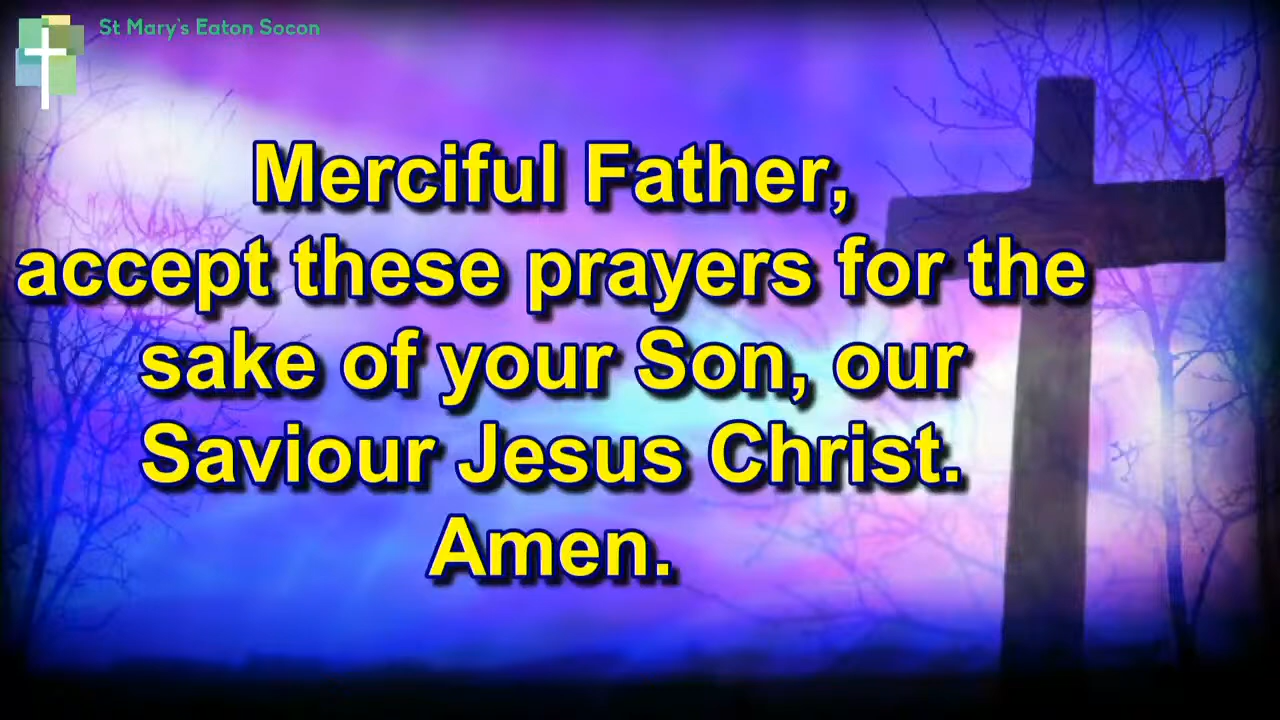 St Mary's Eaton Socon
Merciful Father,
accept these prayers for the
sake of your Son, our
Saviour Jesus Christ.
Amen.